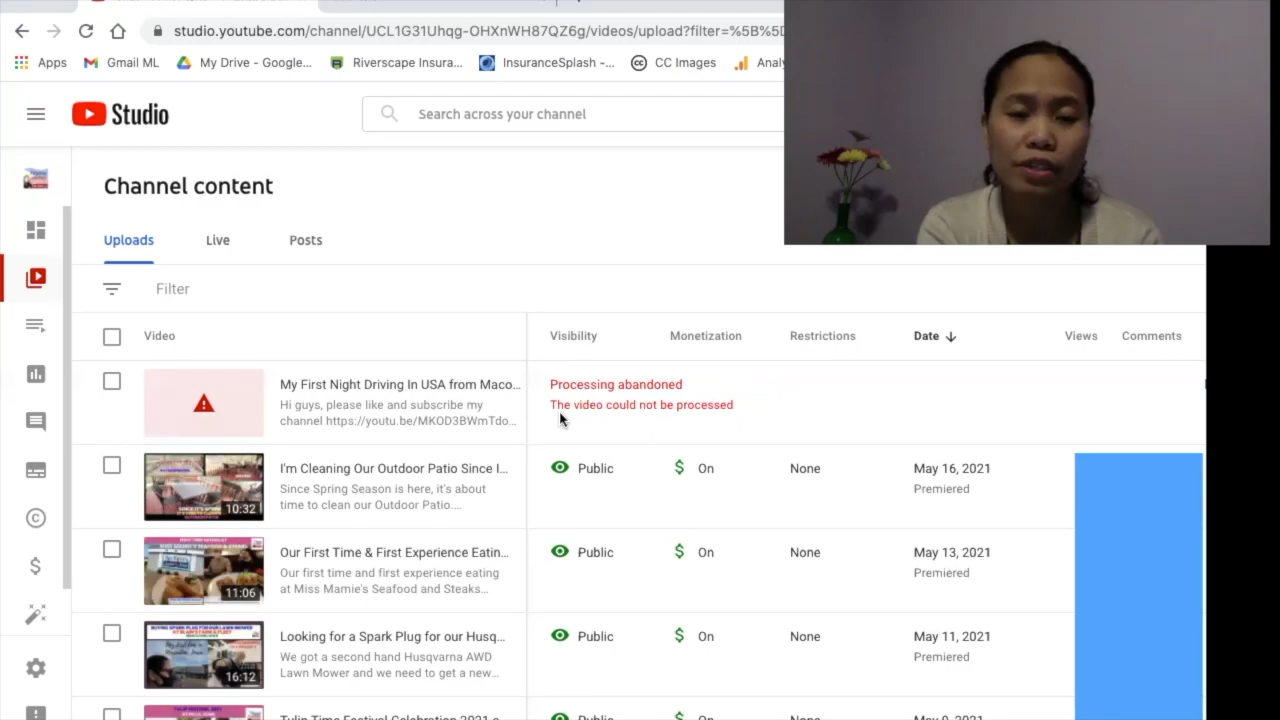 studio.youtube.com/channel/UCL1G31Uhqg-OHXnWH87QZ6g/videos/upload?filter=%5B%5D
Apps
Gmail ML
My Drive - Google...
Riverscape Insura...
InsuranceSplash -...
CC Images
Analy
Studio
Search across your channel
Channel content
Uploads
Live
Posts
Filter
Video
Visibility
Monetization
Restrictions
Date
Views
Comments
My First Night Driving In USA from Maco...
Hi guys, please like and subscribe my
channel https://youtu.be/MKOD3BWmTdo...
Processing abandoned
The video could not be processed
I'm Cleaning Our Outdoor Patio Since I...
Since Spring Season is here, it's about
time to clean our Outdoor Patio....
10:32
Public
$ On
None
May 16, 2021
Premiered
Our First Time & First Experience Eatin...
Our first time and first experience eating
at Miss Mamie's Seafood and Steaks...
11:06
Public
$ On
None
May 13, 2021
Premiered
Looking for a Spark Plug for our Husq...
We got a second hand Husqvarna AWD
Lawn Mower and we need to get a new...
16:12
Public
$ On
None
May 11, 2021
Premiered